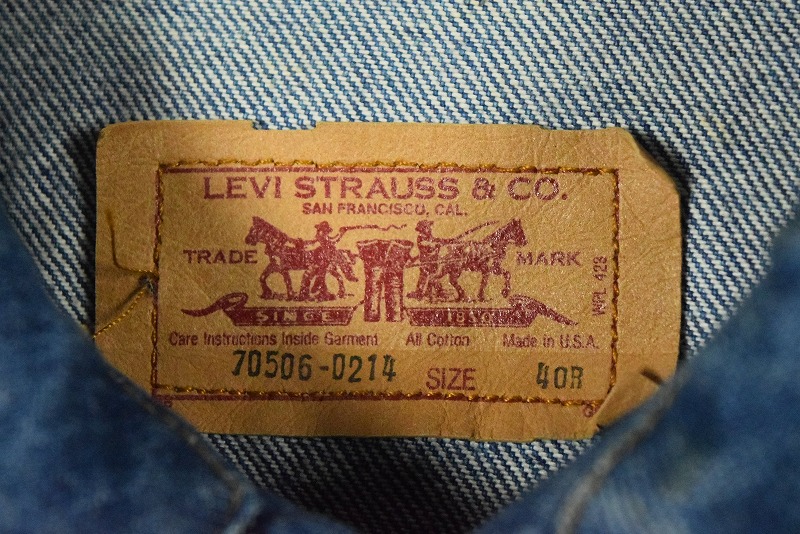 LEVI STRAUSS & CO.
SAN FRANCISCO, CAL.
TRADE MARK
WPL 423
SINCE
Care Instructions Inside Garment All Cotton Made in U.S.A.
70506-0214 SIZE 40R